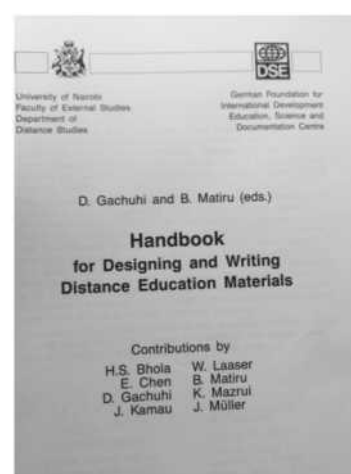 DSE
University of Nairobi
Faculty of External Studies
Department of
Distance Studies
German Foundation for
International Development
Education, Science and
Documentation Centre
D. Gachuhi and B. Matiru (eds.)
Handbook
for Designing and Writing
Distance Education Materials
Contributions by
H.S. Bhola W. Laaser
E. Chen B. Matiru
D. Gachuhi K. Mazrui
J. Kamau J. Müller